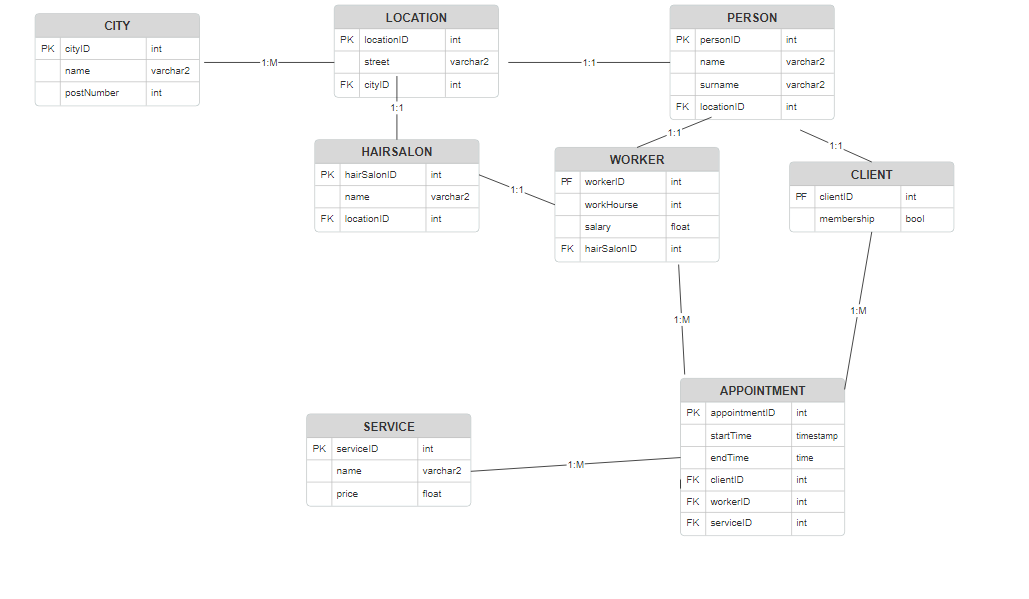 CITY
PK cityID int
name varchar2
postNumber int
1:M
LOCATION
PK locationID int
street varchar2
FK cityID int
1:1
PERSON
PK personID int
name varchar2
surname varchar2
FK locationID int
1:1
HAIRSALON
PK hairSalonID int
name varchar2
FK locationID int
1:1
1:1
WORKER
PF workerID int
workHourse int
salary float
FK hairSalonID int
1:1
CLIENT
PF clientID int
membership bool
1:M
1:M
APPOINTMENT
PK appointmentID int
startTime timestamp
endTime time
FK clientID int
FK workerID int
FK serviceID int
SERVICE
PK serviceID int
name varchar2
price float
1:M